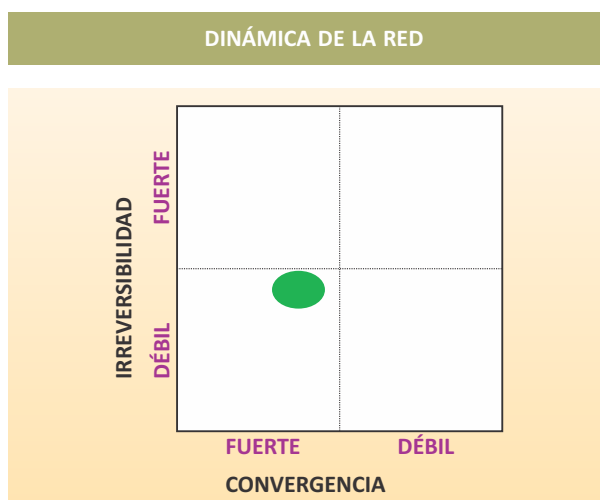 DINÁMICA DE LA RED
IRREVERSIBILIDAD
FUERTE
DÉBIL
FUERTE
DÉBIL
CONVERGENCIA